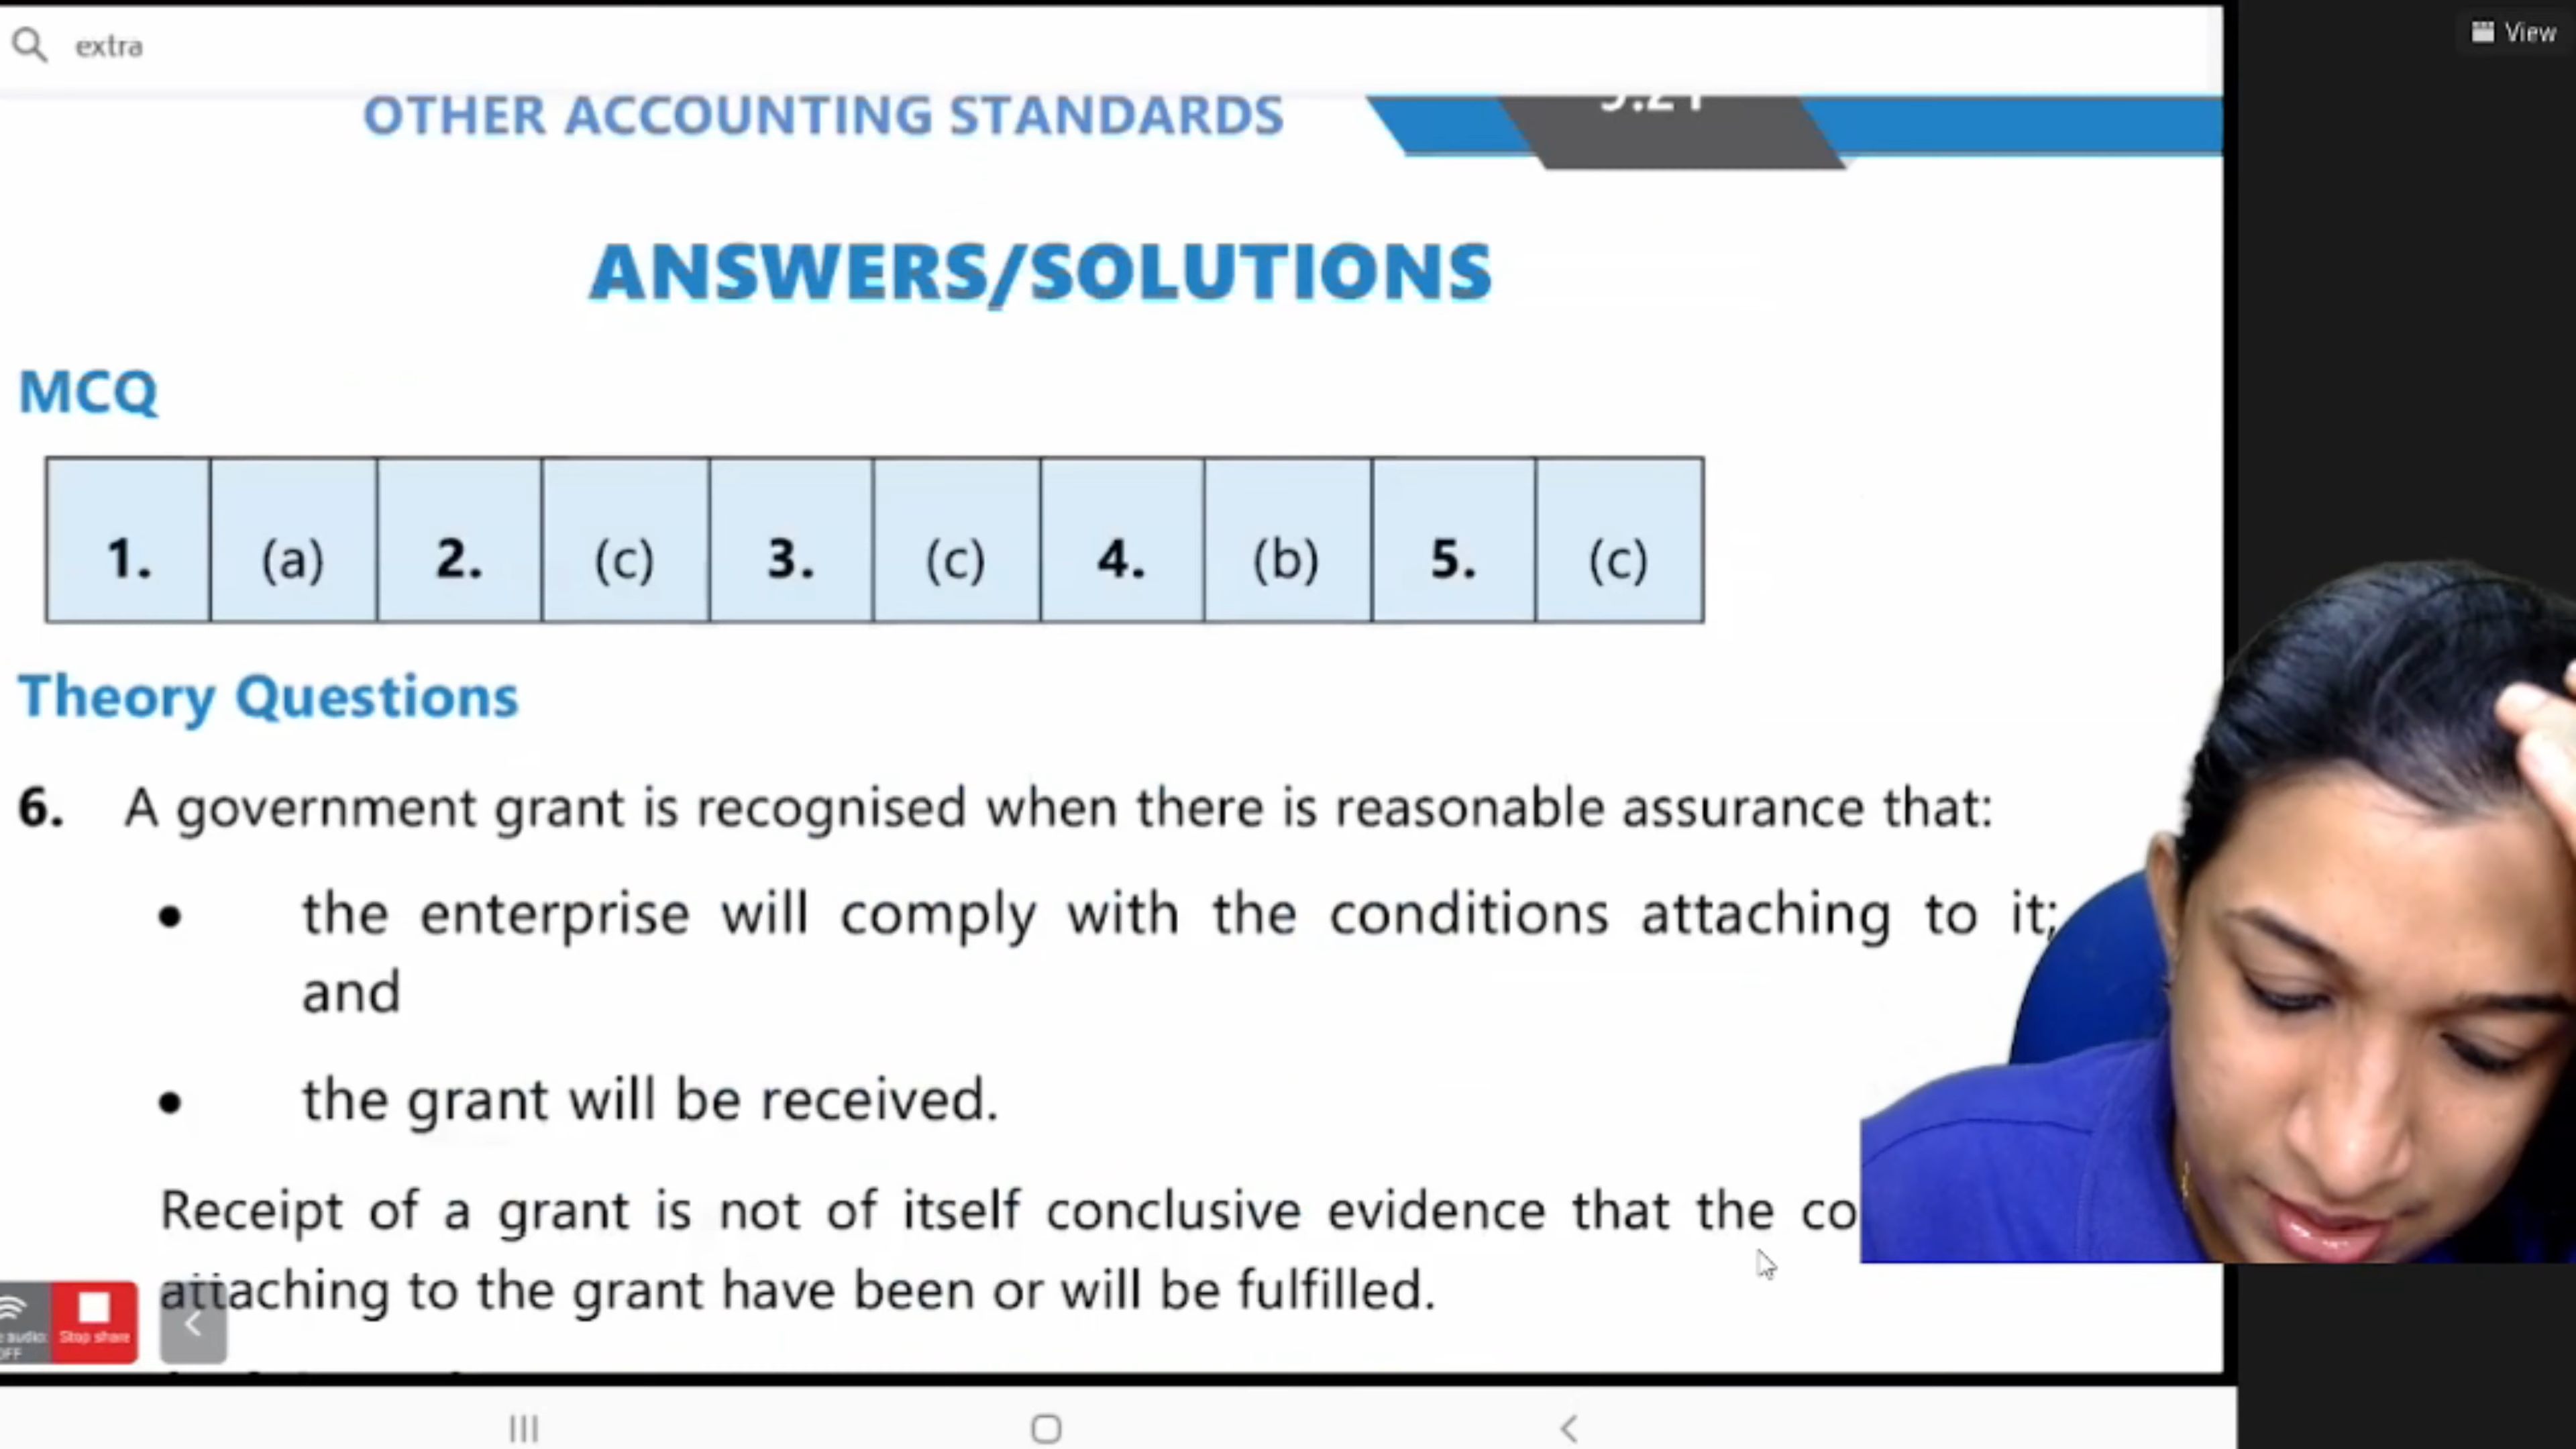 extra
View
OTHER ACCOUNTING STANDARDS
ANSWERS/SOLUTIONS
MCQ
1. (a) 2. (c) 3. (c) 4. (b) 5. (c)
Theory Questions
6. A government grant is recognised when there is reasonable assurance that:
• the enterprise will comply with the conditions attaching to it;
and
• the grant will be received.
Receipt of a grant is not of itself conclusive evidence that the co
attaching to the grant have been or will be fulfilled.
audio: Stop share
OFF